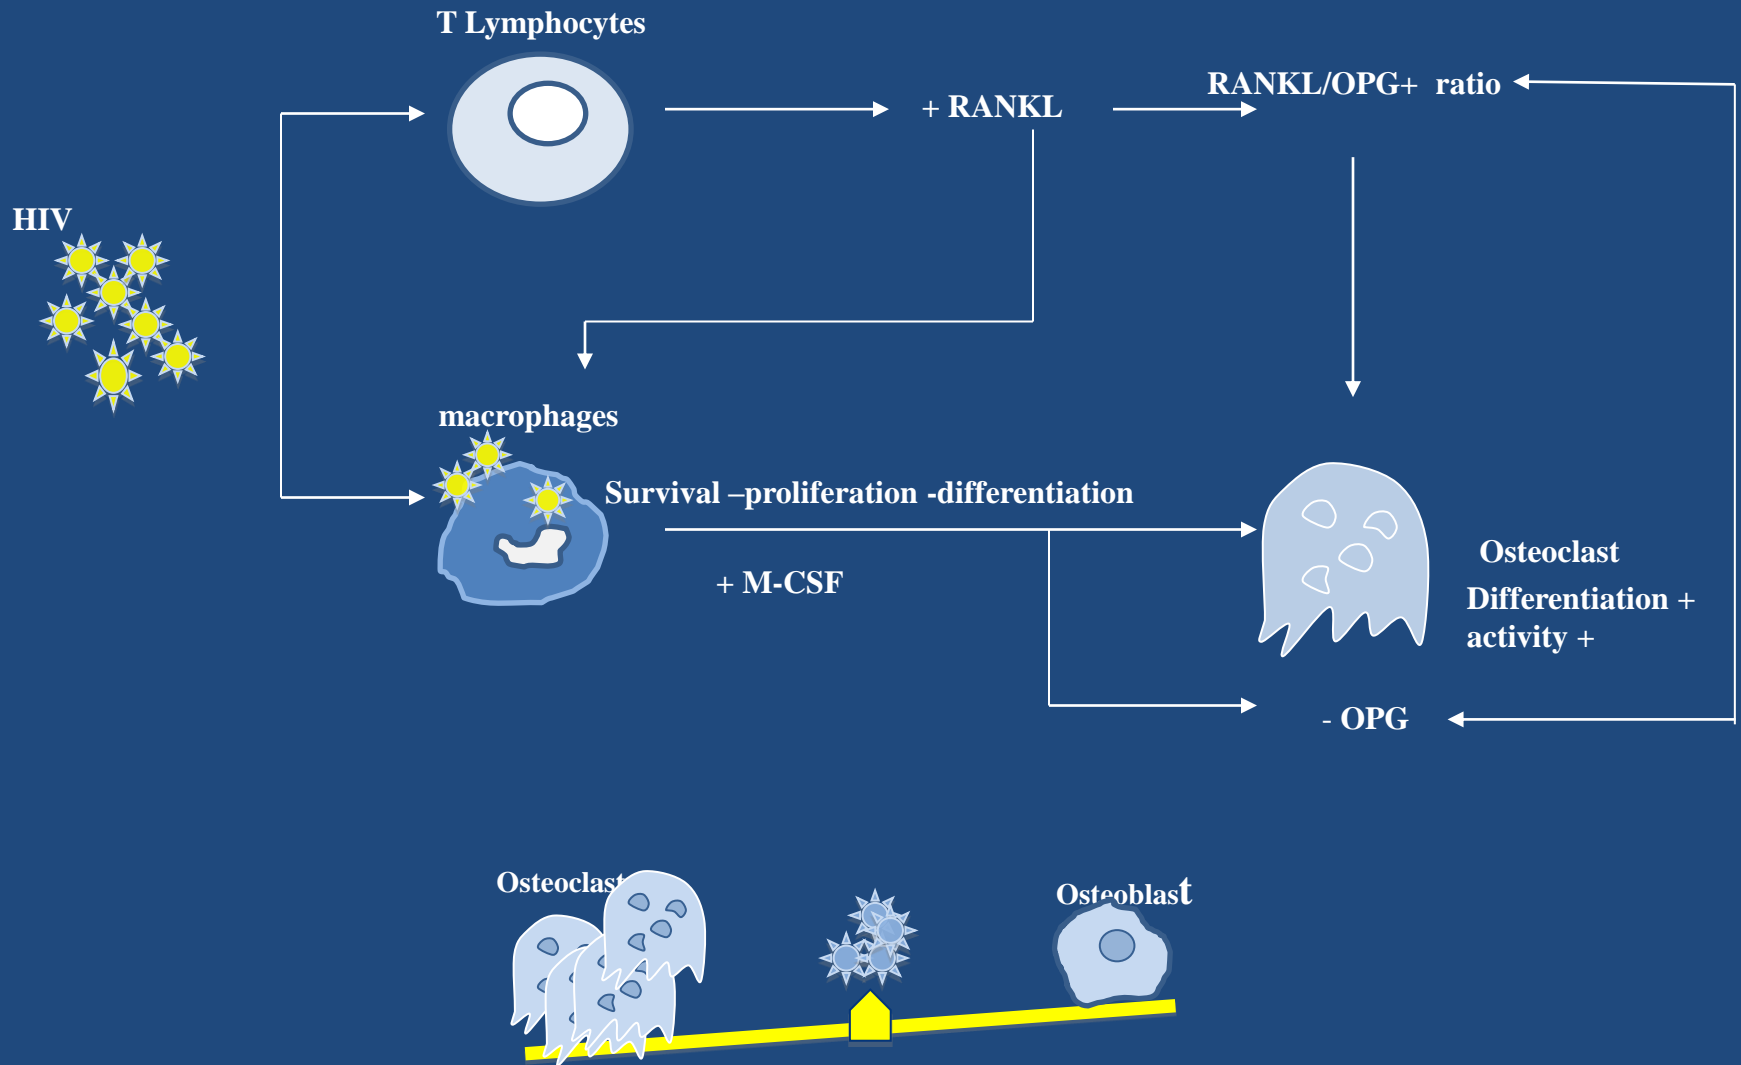 T Lymphocytes
RANKL/OPG+ ratio
+ RANKL
HIV
macrophages
Survival –proliferation -differentiation
+ M-CSF
Osteoclast
Differentiation +
activity +
- OPG
Osteoclast
Osteoblast